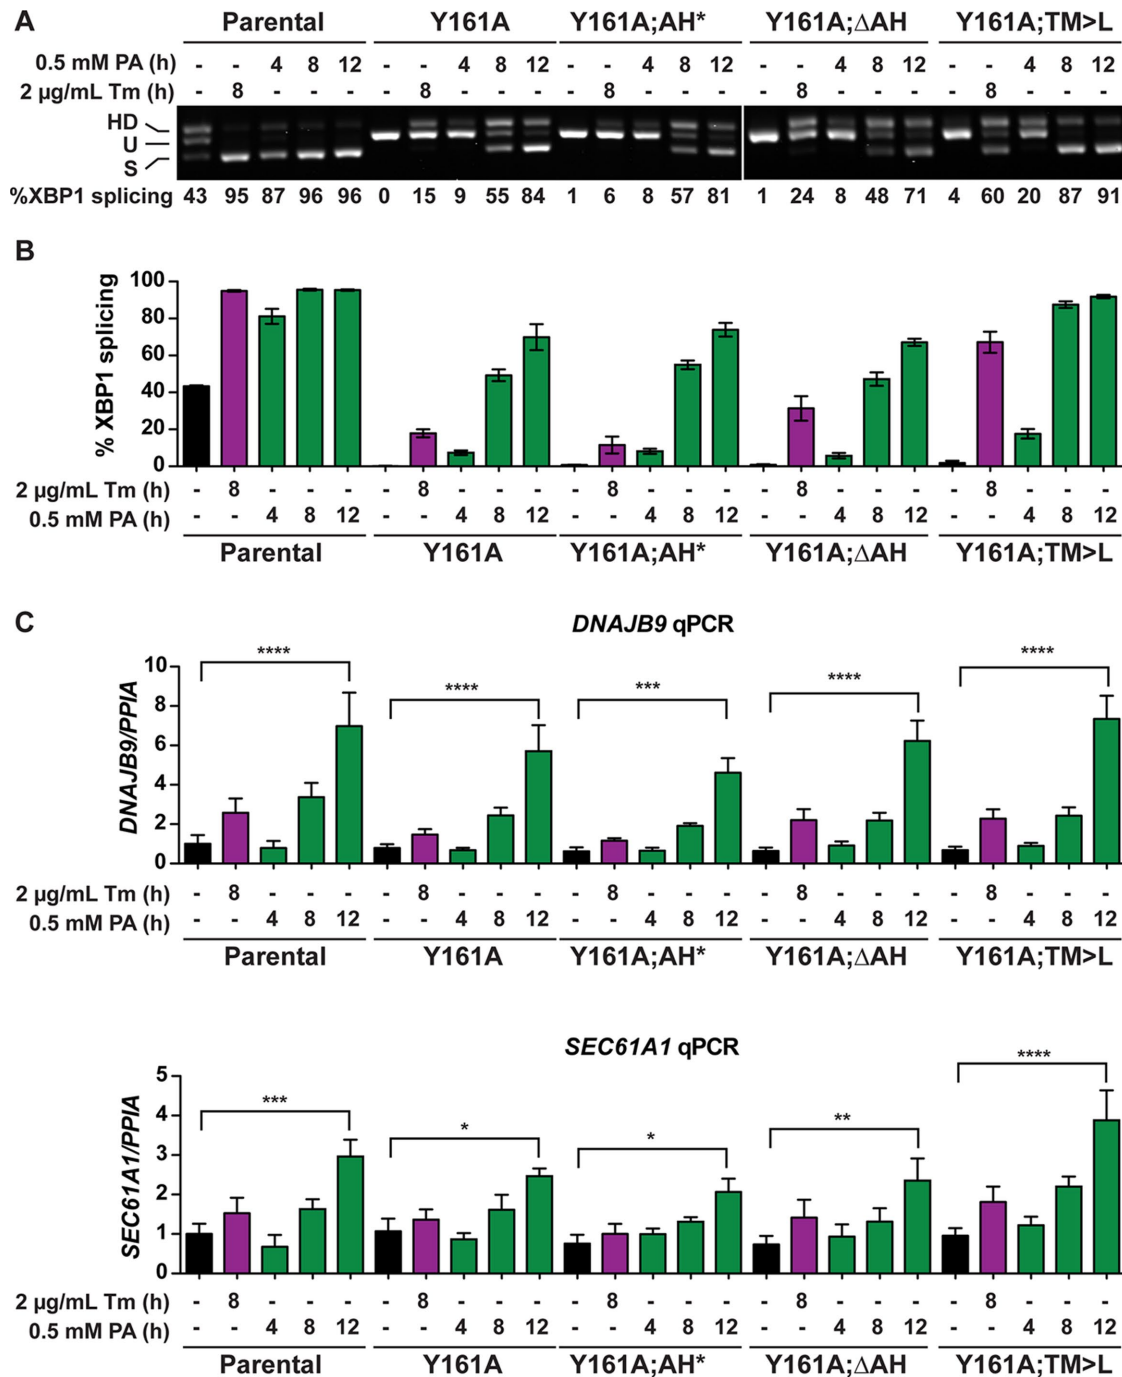 A
Parental Y161A Y161A;AH* Y161A;∆AH Y161A;TM>L
0.5 mM PA (h) - - 4 8 12 - - 4 8 12 - - 4 8 12 - - 4 8 12 - - 4 8 12
2 µg/mL Tm (h) - 8 - - - - 8 - - - - 8 - - - - 8 - - - - 8 - - -
HD
U
S
%XBP1 splicing 43 95 87 96 96 0 15 9 55 84 1 6 8 57 81 1 24 8 48 71 4 60 20 87 91
B
% XBP1 splicing
100
80
60
40
20
0
2 µg/mL Tm (h) - 8 - - - - 8 - - - - 8 - - - - 8 - - - - 8 - - -
0.5 mM PA (h) - - 4 8 12 - - 4 8 12 - - 4 8 12 - - 4 8 12 - - 4 8 12
Parental Y161A Y161A;AH* Y161A;∆AH Y161A;TM>L
C
DNAJB9 qPCR
DNAJB9/PPIA
10
8
6
4
2
0
**** **** *** **** ****
2 µg/mL Tm (h) - 8 - - - - 8 - - - - 8 - - - - 8 - - - - 8 - - -
0.5 mM PA (h) - - 4 8 12 - - 4 8 12 - - 4 8 12 - - 4 8 12 - - 4 8 12
Parental Y161A Y161A;AH* Y161A;∆AH Y161A;TM>L
SEC61A1 qPCR
SEC61A1/PPIA
5
4
3
2
1
0
*** * * ** ****
2 µg/mL Tm (h) - 8 - - - - 8 - - - - 8 - - - - 8 - - - - 8 - - -
0.5 mM PA (h) - - 4 8 12 - - 4 8 12 - - 4 8 12 - - 4 8 12 - - 4 8 12
Parental Y161A Y161A;AH* Y161A;∆AH Y161A;TM>L